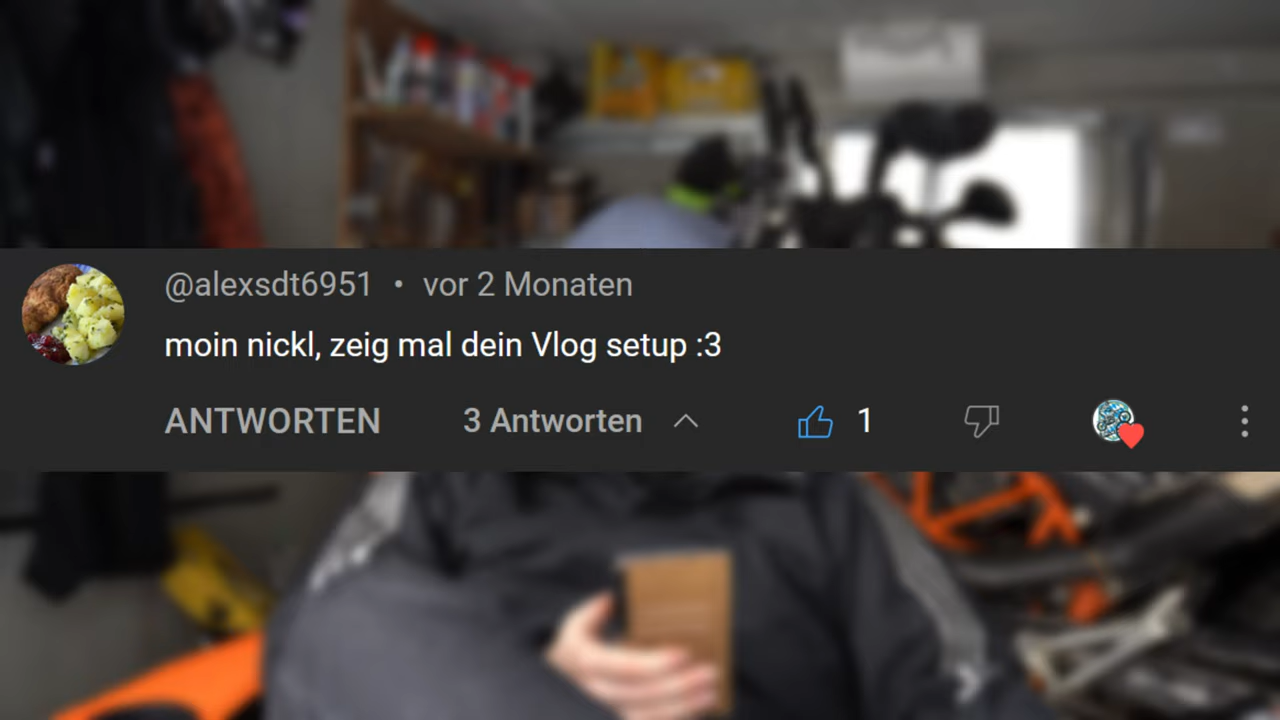 @alexsdt6951 • vor 2 Monaten
moin nickl, zeig mal dein Vlog setup :3
ANTWORTEN 3 Antworten 1